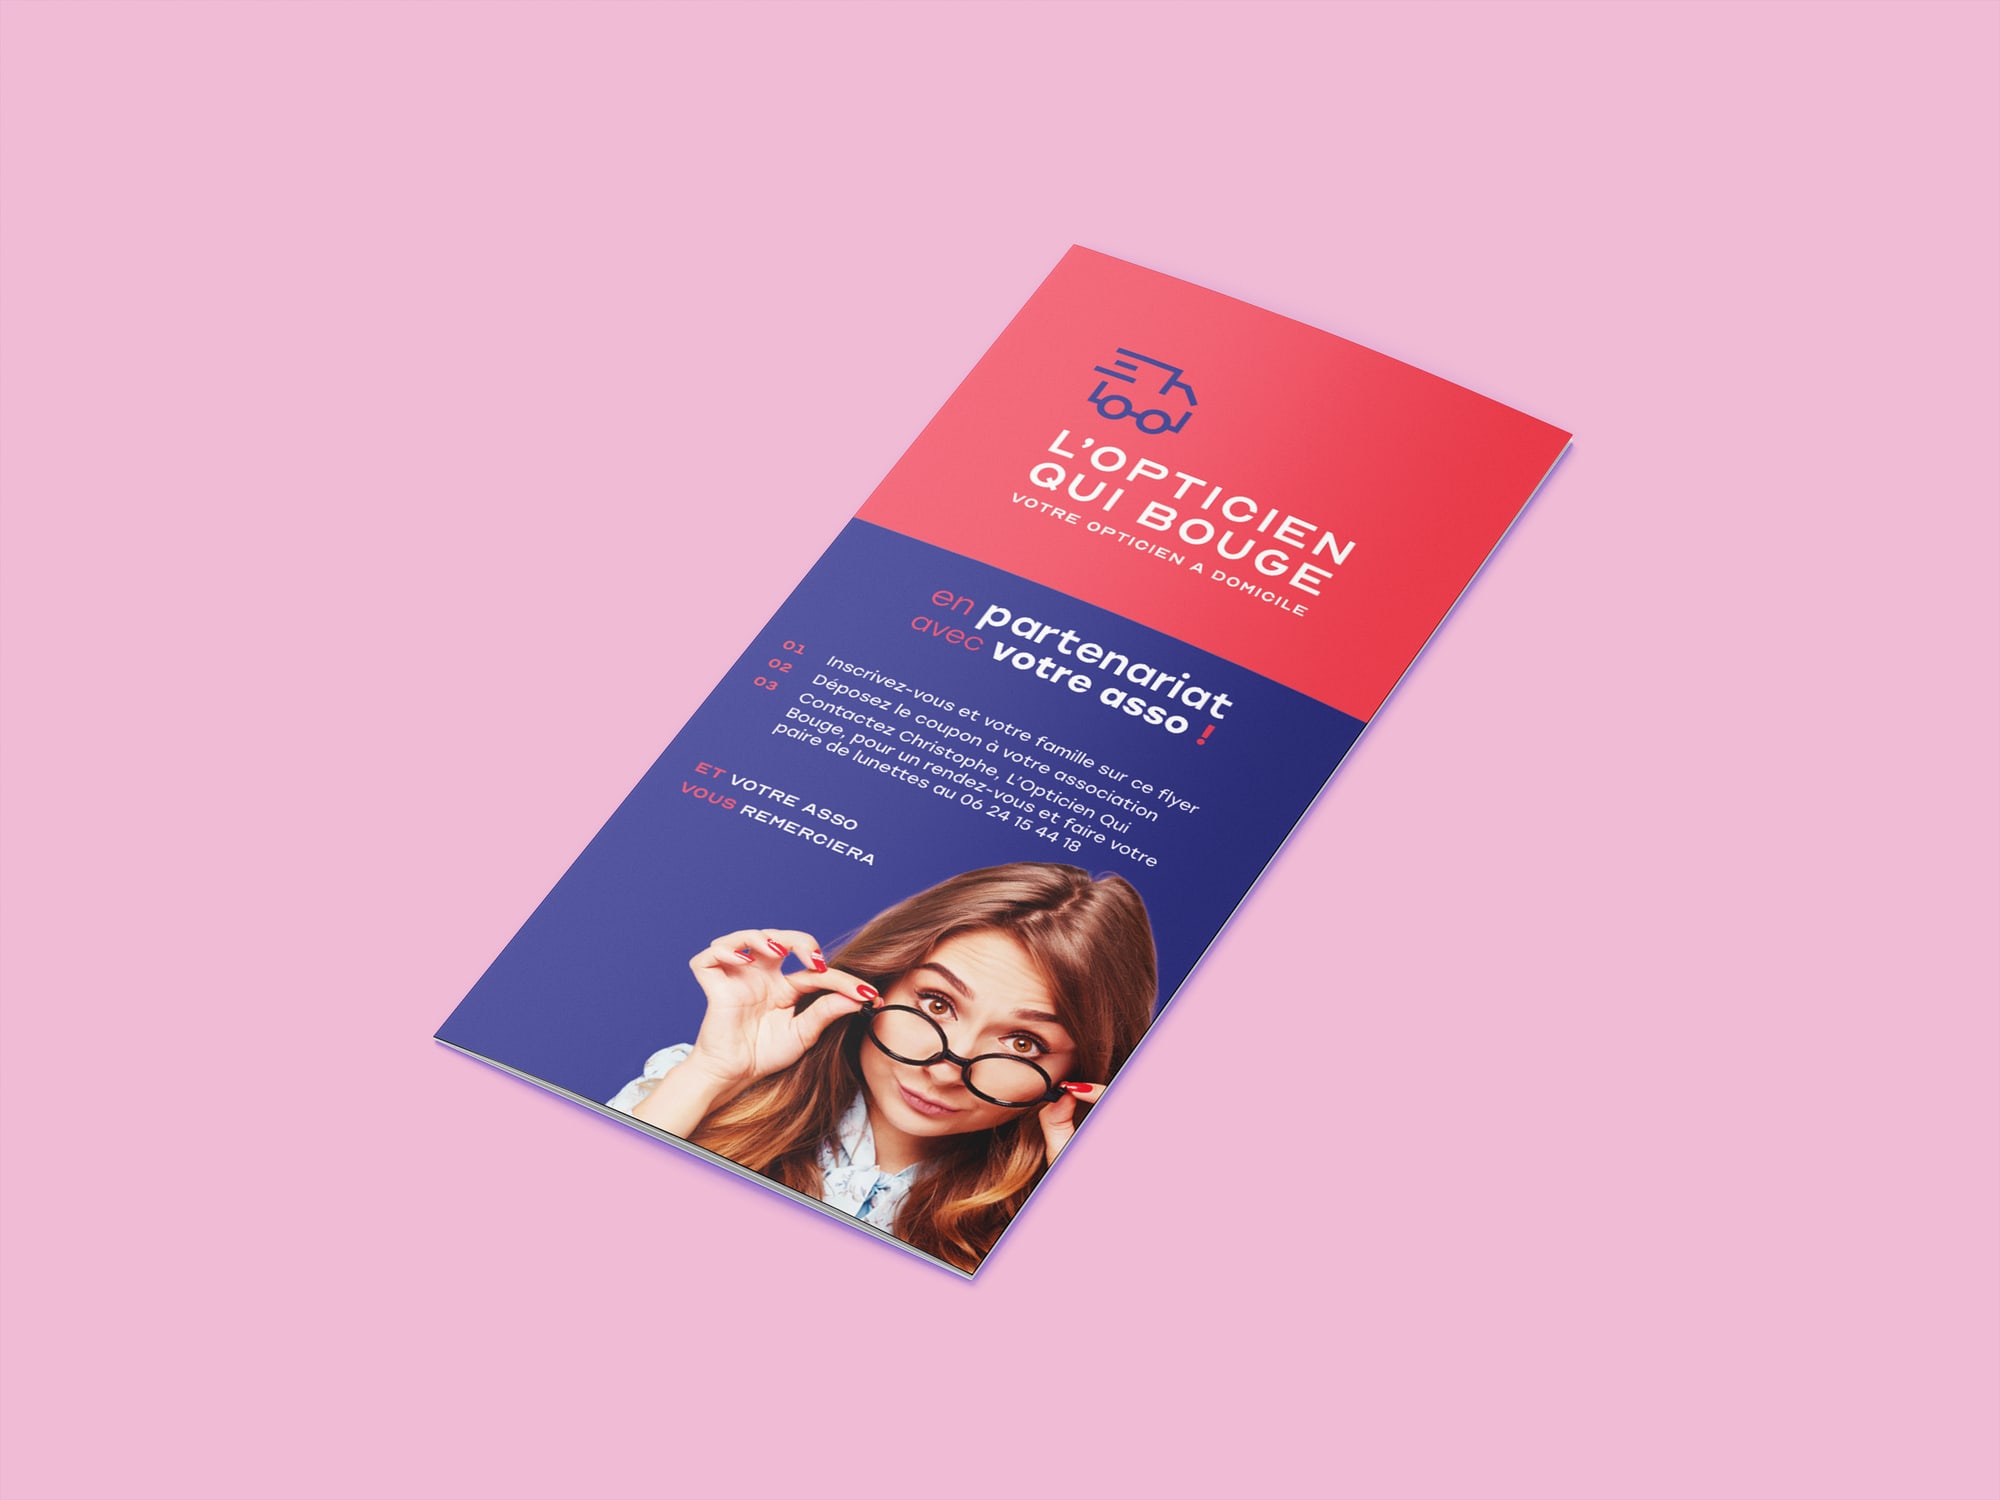 L'OPTICIEN
QUI BOUGE
VOTRE OPTICIEN A DOMICILE
en partenariat
avec votre asso !
01 Inscrivez-vous et votre famille sur ce flyer
02 Déposez le coupon à votre association
03 Contactez Christophe, L'Opticien Qui
Bouge, pour un rendez-vous et faire votre
paire de lunettes au 06 24 15 44 18
ET VOTRE ASSO
VOUS REMERCIERA